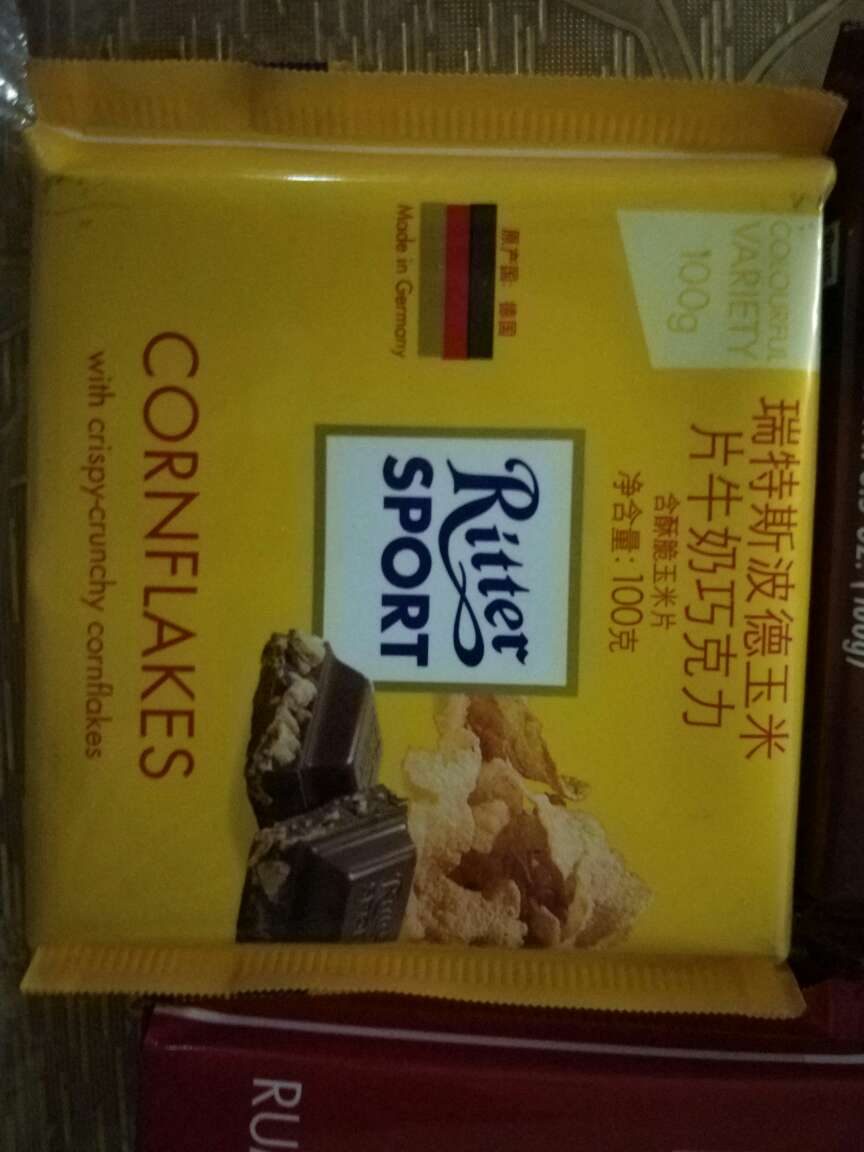 COLOURFUL
VARIETY
100g
瑞特斯波德玉米
片牛奶巧克力
含酥脆玉米片
净含量：100克
原产国：德国
Made in Germany
Ritter
SPORT
CORNFLAKES
with crispy-crunchy cornflakes